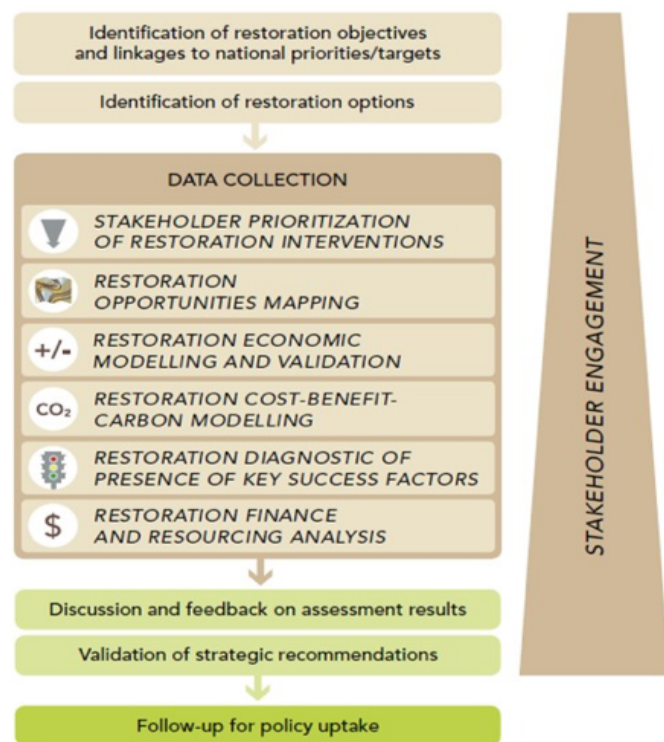 Identification of restoration objectives
and linkages to national priorities/targets
Identification of restoration options
DATA COLLECTION
STAKEHOLDER PRIORITIZATION
OF RESTORATION INTERVENTIONS
RESTORATION
OPPORTUNITIES MAPPING
+/-
RESTORATION ECONOMIC
MODELLING AND VALIDATION
CO₂
RESTORATION COST-BENEFIT-
CARBON MODELLING
RESTORATION DIAGNOSTIC OF
PRESENCE OF KEY SUCCESS FACTORS
$
RESTORATION FINANCE
AND RESOURCING ANALYSIS
Discussion and feedback on assessment results
Validation of strategic recommendations
Follow-up for policy uptake
STAKEHOLDER ENGAGEMENT